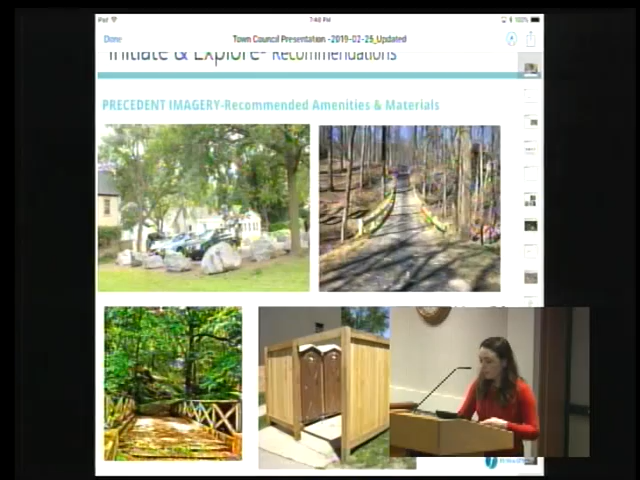 iPad
7:40 PM
100%
Done
Town Council Presentation -2019-02-25_Updated
Initiate & Explore- Recommendations
PRECEDENT IMAGERY-Recommended Amenities & Materials